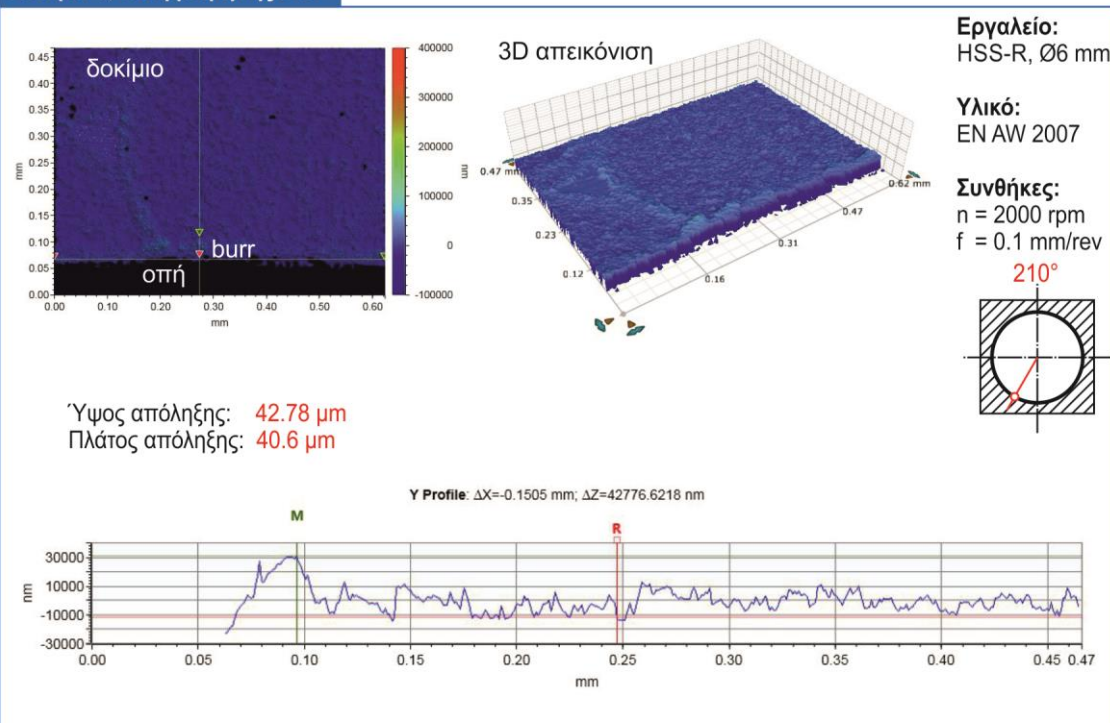 δοκίμιο
0.45
0.40
0.35
0.30
0.25
0.20
0.15
0.10
0.05
0.00
mm
burr
οπή
0.00 0.10 0.20 0.30 0.40 0.50 0.60
mm
400000
300000
200000
100000
0
-100000
nm
3D απεικόνιση
0.47 mm
0.35
0.23
0.12
0.16
0.31
0.47
0.62 mm
Εργαλείο:
HSS-R, Ø6 mm
Υλικό:
EN AW 2007
Συνθήκες:
n = 2000 rpm
f = 0.1 mm/rev
210°
Ύψος απόληξης: 42.78 μm
Πλάτος απόληξης: 40.6 μm
Y Profile: ΔX=-0.1505 mm; ΔZ=42776.6218 nm
M
R
30000
10000
-10000
-30000
nm
0.00 0.05 0.10 0.15 0.20 0.25 0.30 0.35 0.40 0.45 0.47
mm